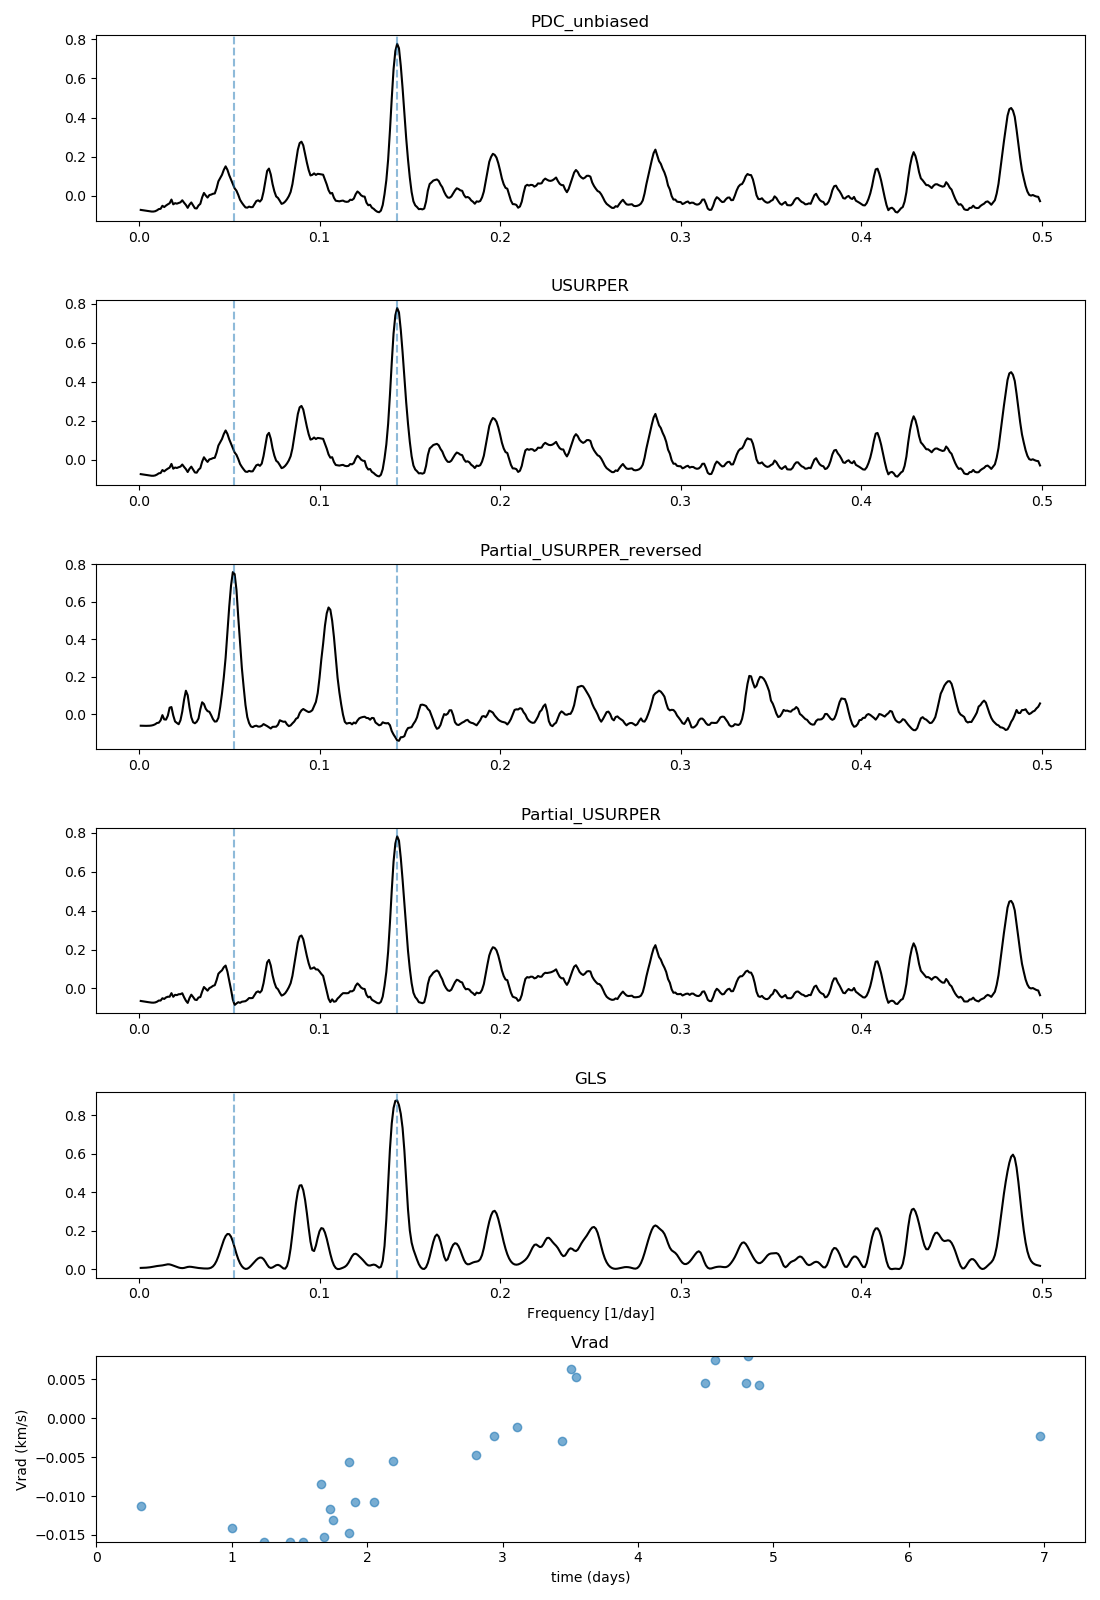 PDC_unbiased
0.8
0.6
0.4
0.2
0.0
0.0 0.1 0.2 0.3 0.4 0.5
USURPER
0.8
0.6
0.4
0.2
0.0
0.0 0.1 0.2 0.3 0.4 0.5
Partial_USURPER_reversed
0.8
0.6
0.4
0.2
0.0
0.0 0.1 0.2 0.3 0.4 0.5
Partial_USURPER
0.8
0.6
0.4
0.2
0.0
0.0 0.1 0.2 0.3 0.4 0.5
GLS
0.8
0.6
0.4
0.2
0.0
0.0 0.1 0.2 0.3 0.4 0.5
Frequency [1/day]
Vrad
Vrad (km/s)
0.005
0.000
−0.005
−0.010
−0.015
0 1 2 3 4 5 6 7
time (days)